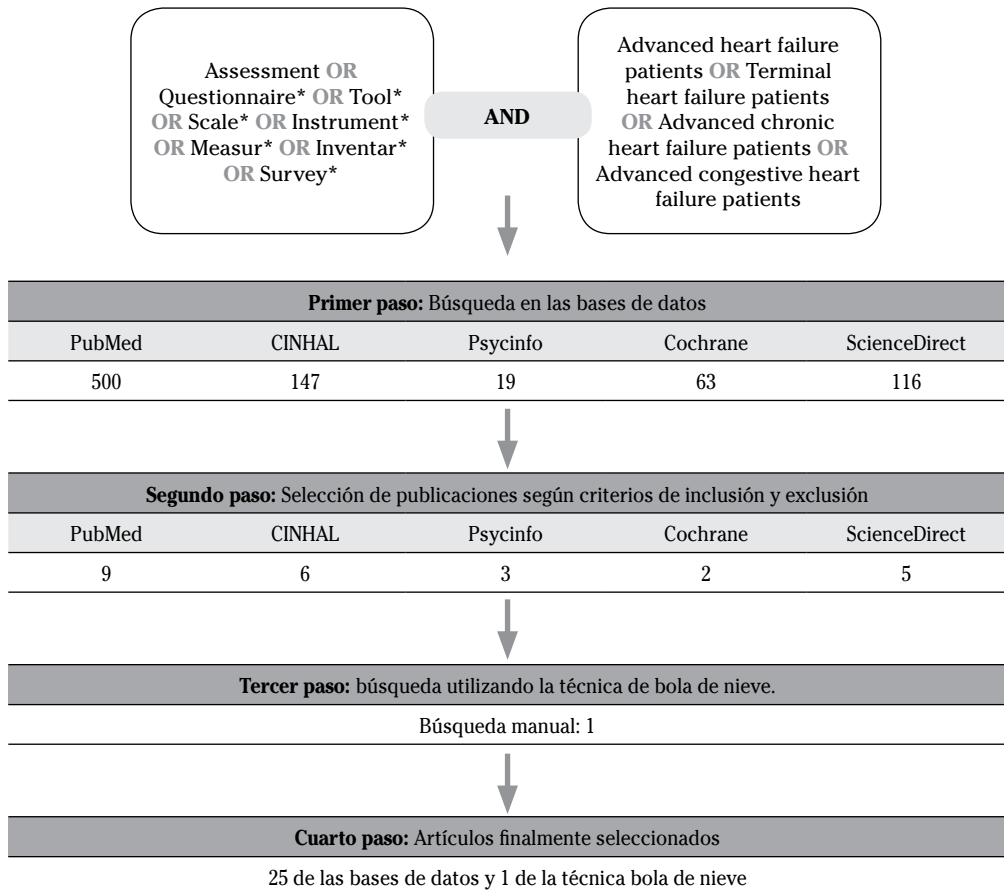 Assessment OR
Questionnaire* OR Tool*
OR Scale* OR Instrument*
OR Measur* OR Inventar*
OR Survey*
AND
Advanced heart failure
patients OR Terminal
heart failure patients
OR Advanced chronic
heart failure patients OR
Advanced congestive heart
failure patients
Primer paso: Búsqueda en las bases de datos
PubMed CINHAL Psycinfo Cochrane ScienceDirect
500 147 19 63 116
Segundo paso: Selección de publicaciones según criterios de inclusión y exclusión
PubMed CINHAL Psycinfo Cochrane ScienceDirect
9 6 3 2 5
Tercer paso: búsqueda utilizando la técnica de bola de nieve.
Búsqueda manual: 1
Cuarto paso: Artículos finalmente seleccionados
25 de las bases de datos y 1 de la técnica bola de nieve